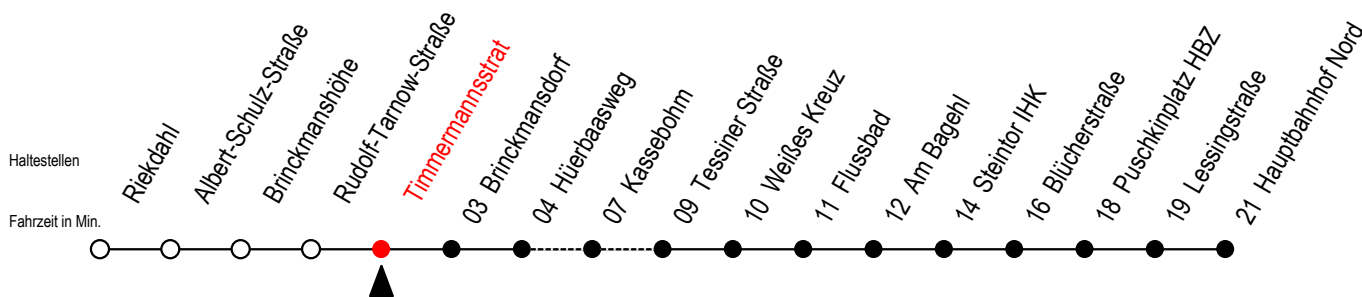 Haltestellen
Fahrzeit in Min.
Riekdahl
Albert-Schulz-Straße
Brinckmanshöhe
Rudolf-Tarnow-Straße
Timmermannsstrat
03 Brinckmansdorf
04 Hüerbaasweg
07 Kassebohm
09 Tessiner Straße
10 Weißes Kreuz
11 Flussbad
12 Am Bagehl
14 Steintor IHK
16 Blücherstraße
18 Puschkinplatz HBZ
19 Lessingstraße
21 Hauptbahnhof Nord